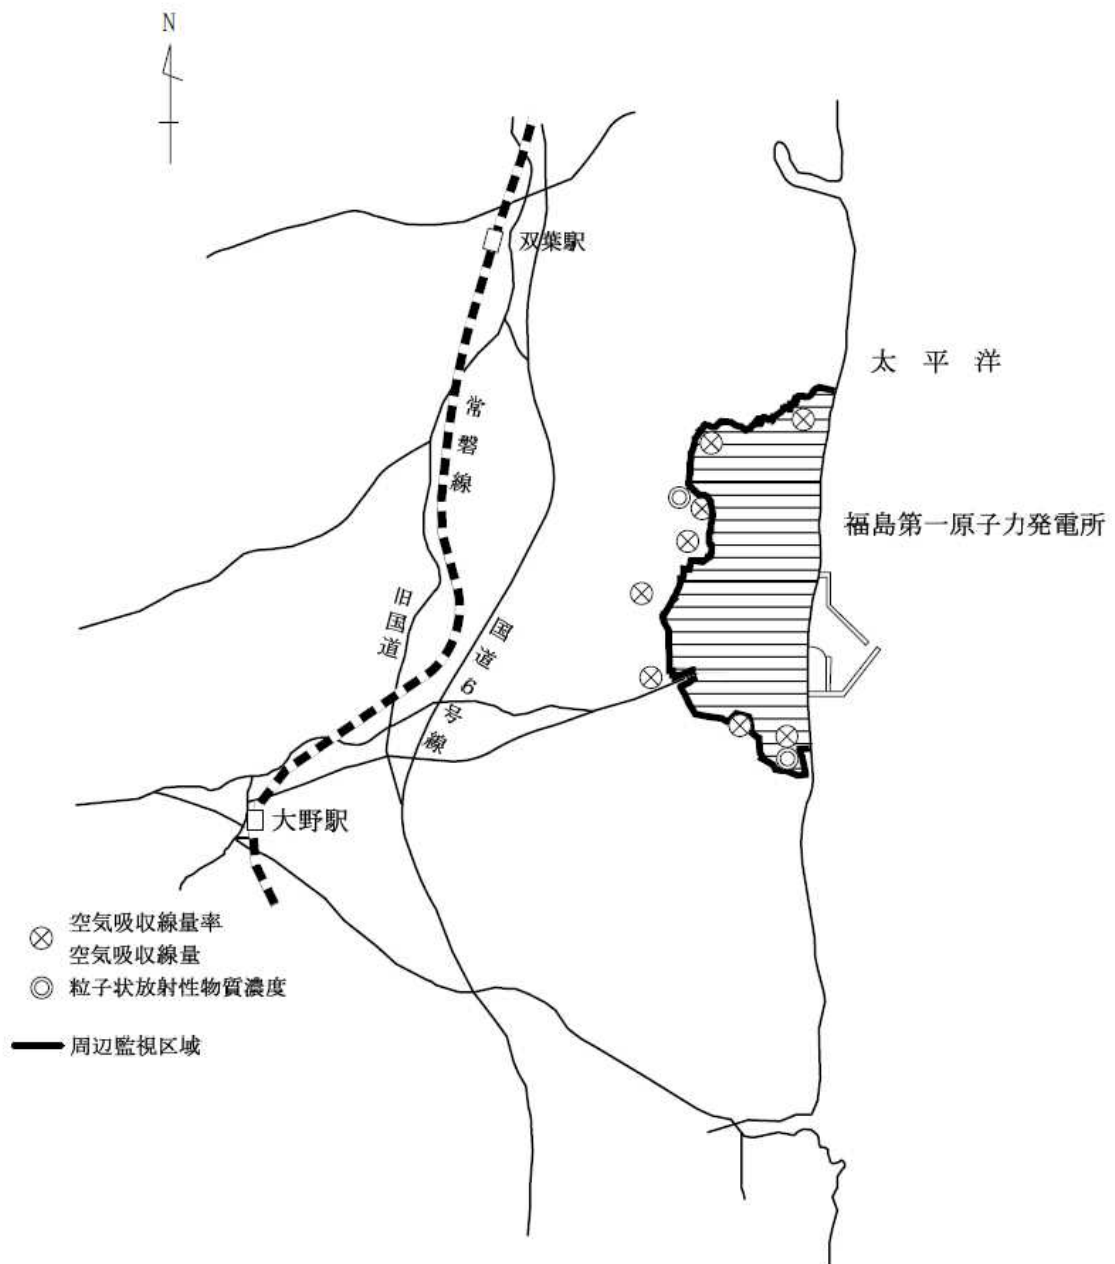 N
双葉駅
太平洋
常磐線
福島第一原子力発電所
旧国道
国道6号線
大野駅
空気吸収線量率
空気吸収線量
粒子状放射性物質濃度
周辺監視区域